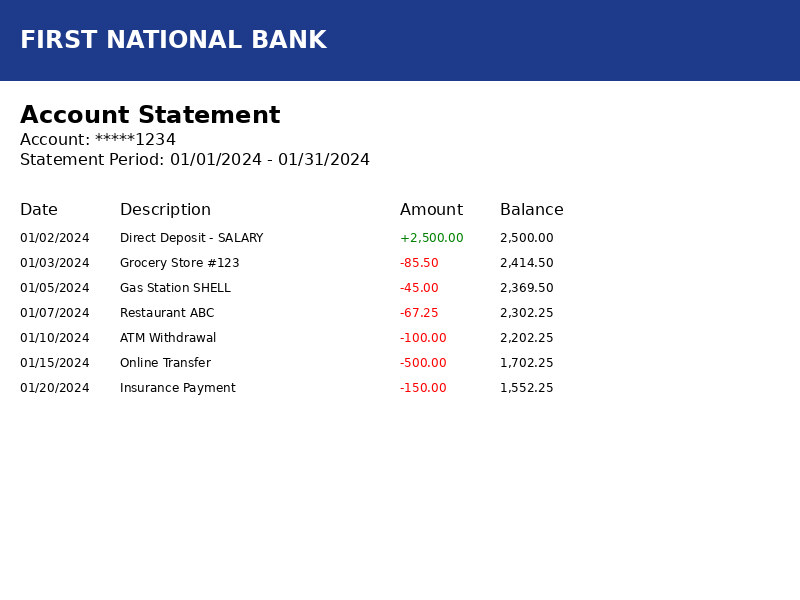 FIRST NATIONAL BANK
Account Statement
Account: *****1234
Statement Period: 01/01/2024 - 01/31/2024
Date Description Amount Balance
01/02/2024 Direct Deposit - SALARY +2,500.00 2,500.00
01/03/2024 Grocery Store #123 -85.50 2,414.50
01/05/2024 Gas Station SHELL -45.00 2,369.50
01/07/2024 Restaurant ABC -67.25 2,302.25
01/10/2024 ATM Withdrawal -100.00 2,202.25
01/15/2024 Online Transfer -500.00 1,702.25
01/20/2024 Insurance Payment -150.00 1,552.25